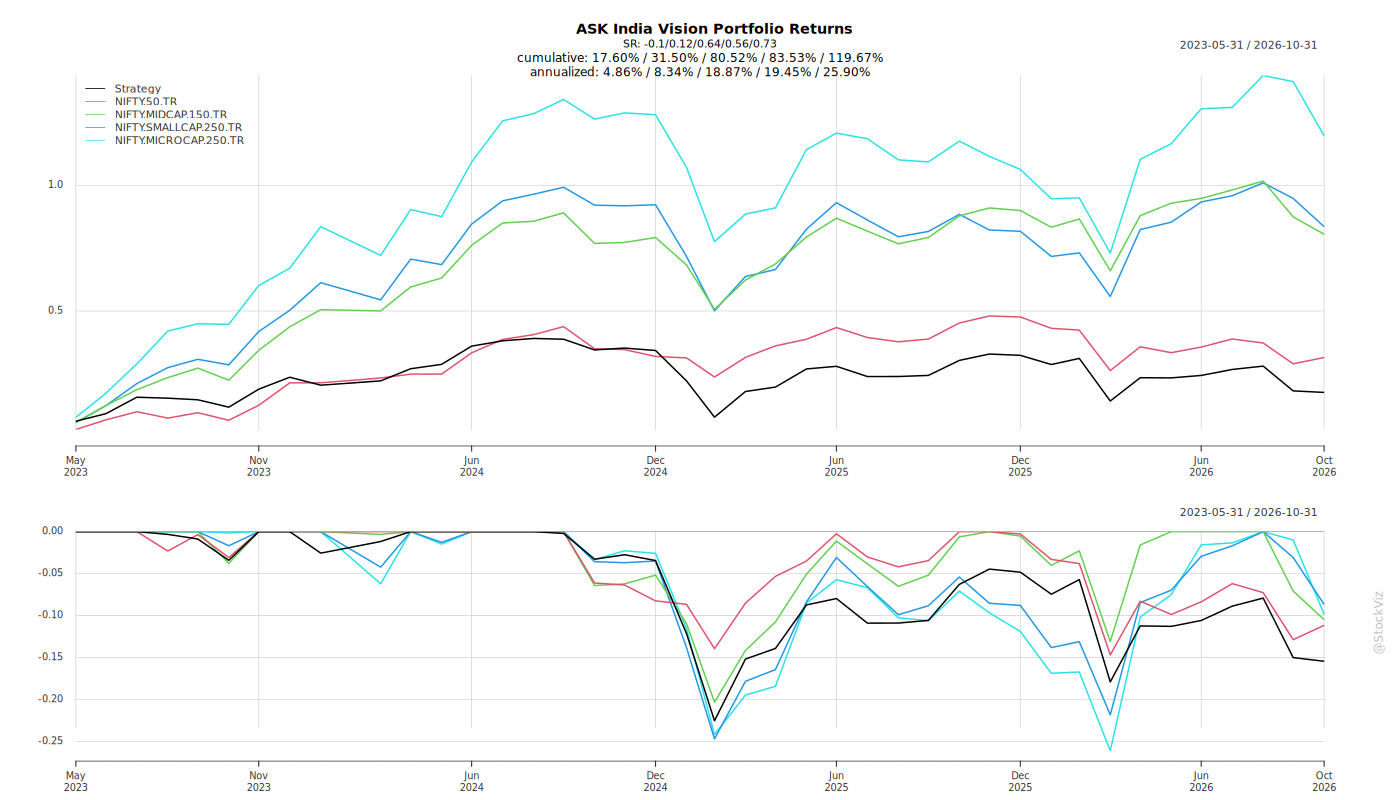 ASK India Vision Portfolio Returns
SR: -0.1/0.12/0.64/0.56/0.73
cumulative: 17.60% / 31.50% / 80.52% / 83.53% / 119.67%
annualized: 4.86% / 8.34% / 18.87% / 19.45% / 25.90%
2023-05-31 / 2026-10-31
Strategy
NIFTY.50.TR
NIFTY.MIDCAP.150.TR
NIFTY.SMALLCAP.250.TR
NIFTY.MICROCAP.250.TR
1.0
0.5
May Nov Jun Dec Jun Dec Jun Oct
2023 2023 2024 2024 2025 2025 2026 2026
2023-05-31 / 2026-10-31
0.00
-0.05
-0.10
-0.15
-0.20
-0.25
May Nov Jun Dec Jun Dec Jun Oct
2023 2023 2024 2024 2025 2025 2026 2026
@StockViz